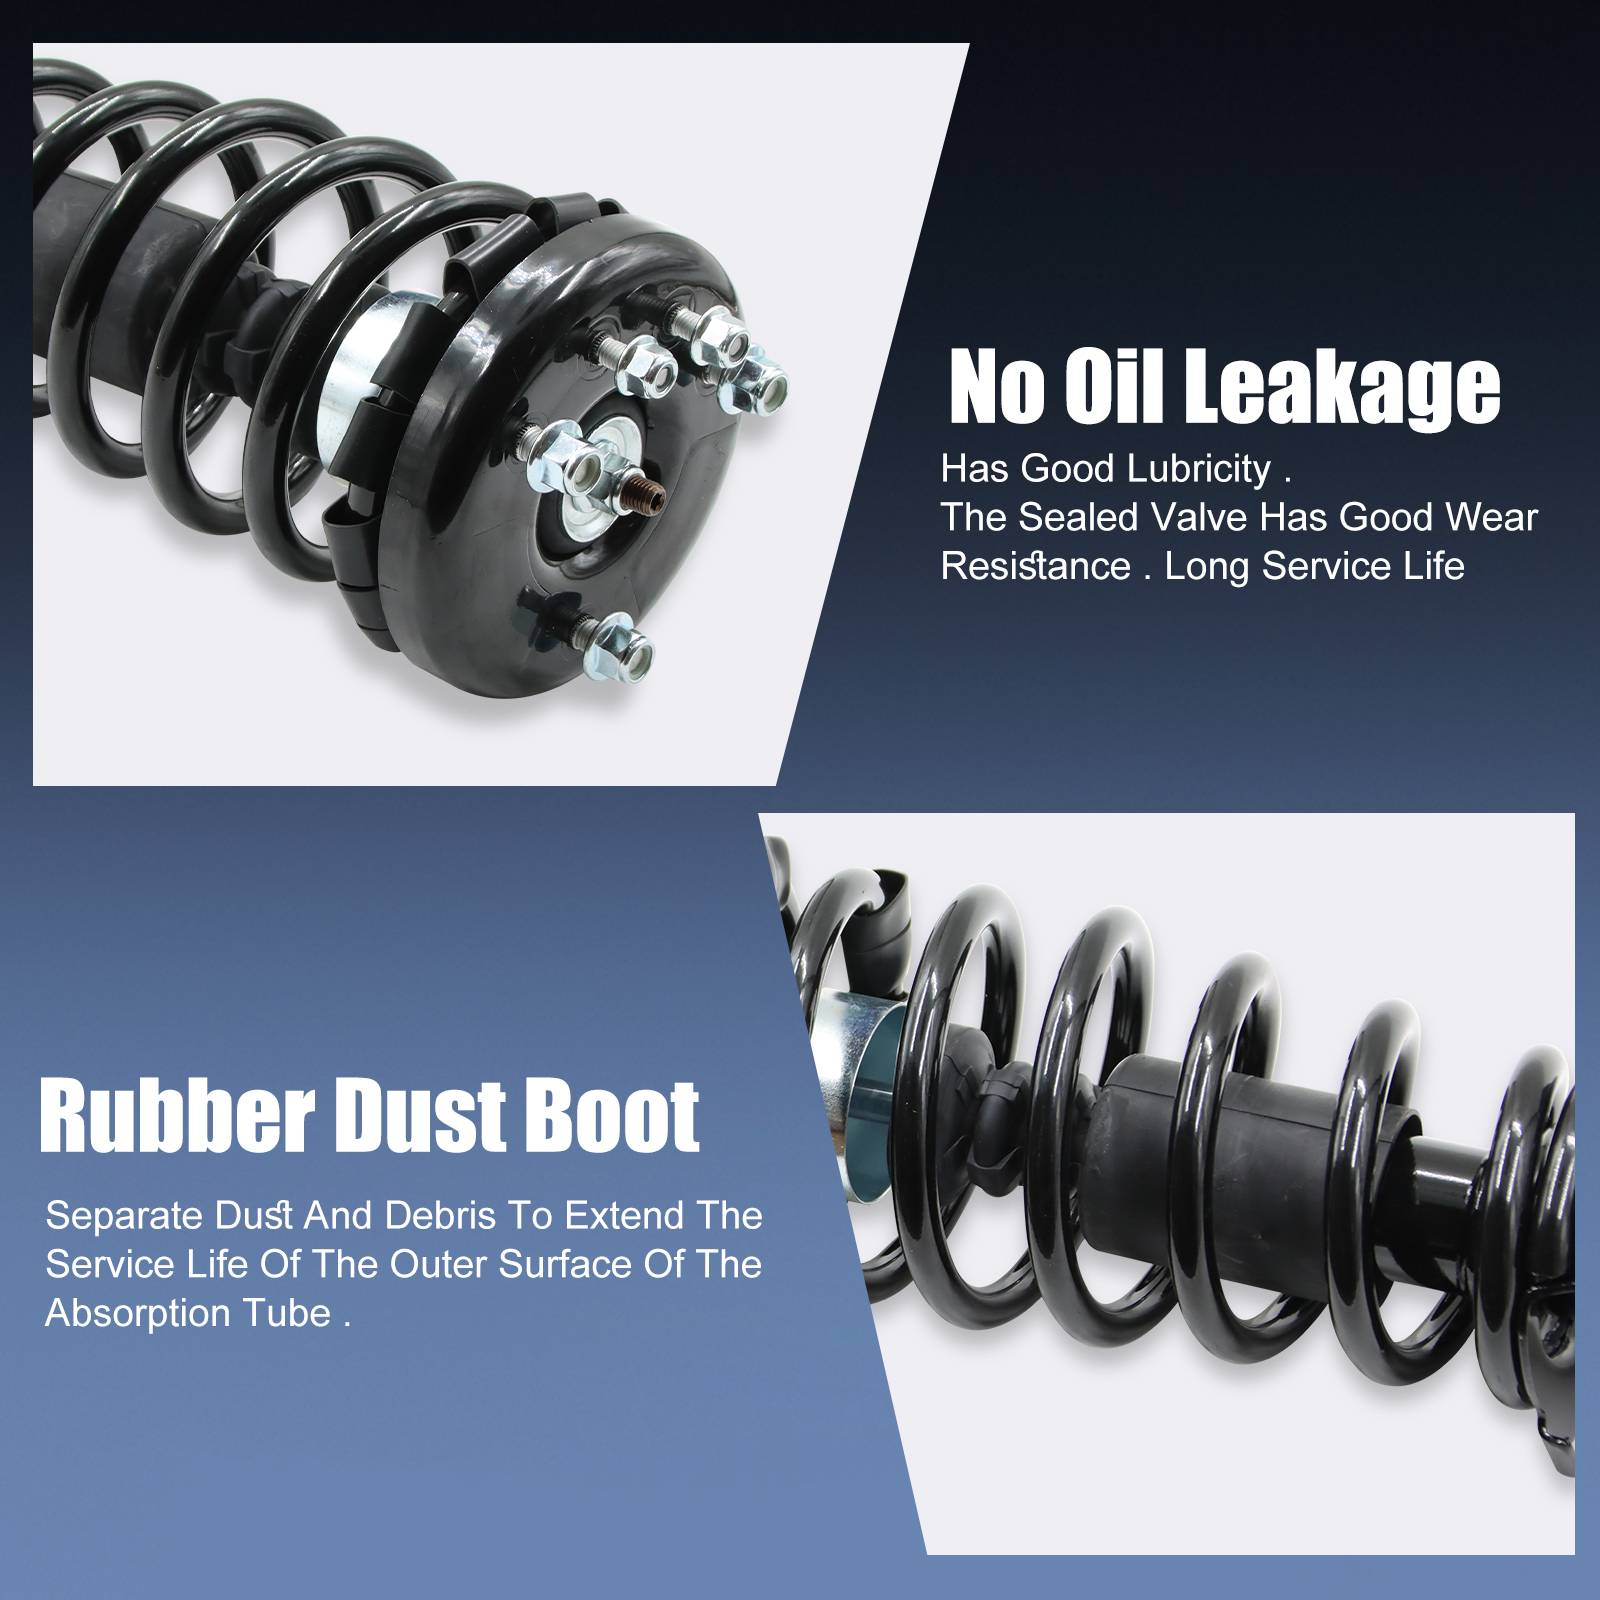 No Oil Leakage
Has Good Lubricity .
The Sealed Valve Has Good Wear
Resistance . Long Service Life
Rubber Dust Boot
Separate Dust And Debris To Extend The
Service Life Of The Outer Surface Of The
Absorption Tube .